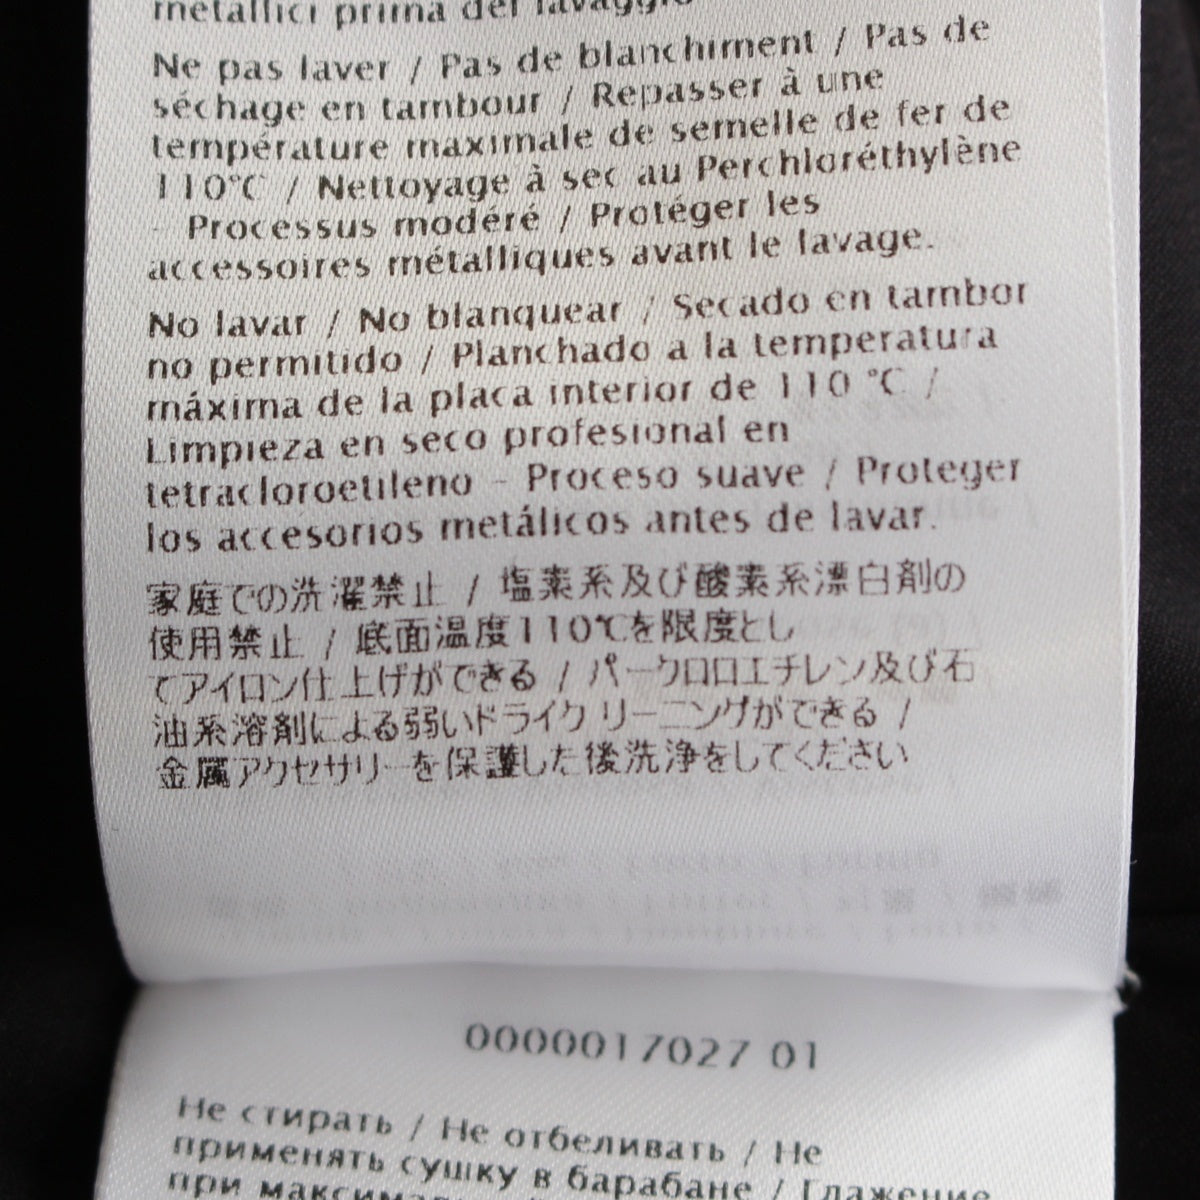 metallici prima del lavaggio
Ne pas laver / Pas de blanchiment / Pas de
séchage en tambour / Repasser à une
température maximale de semelle de fer de
110°C / Nettoyage à sec au Perchloréthylène
- Processus modéré / Protéger les
accessoires métalliques avant le lavage.
No lavar / No blanquear / Secado en tambor
no permitido / Planchado a la temperatura
máxima de la placa interior de 110 °C /
Limpieza en seco profesional en
tetracloroetileno - Proceso suave / Proteger
los accesorios metálicos antes de lavar.
家庭での洗濯禁止 / 塩素系及び酸素系漂白剤の
使用禁止 / 底面温度110℃を限度とし
てアイロン仕上げができる / パークロロエチレン及び石
油系溶剤による弱いドライクリーニングができる /
金属アクセサリーを保護した後洗浄をしてください
0000017027 01
Не стирать / Не отбеливать / Не
применять сушку в барабане / Глажение
при